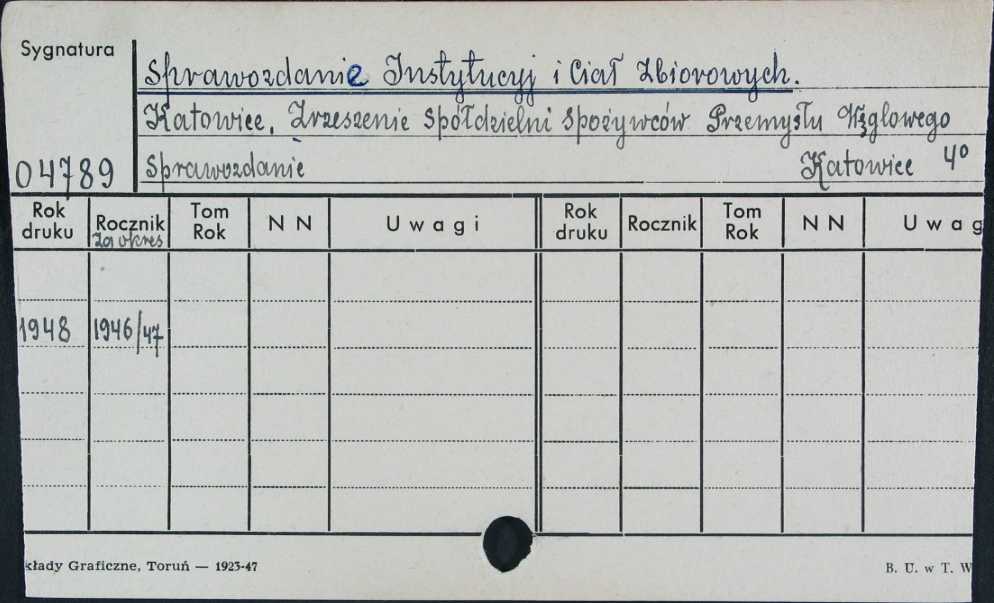 Sygnatura
Sprawozdanie Instytucyj i Ciał Zbiorowych.
Katowice, Zrzeszenie Spółdzielni Spożywców Przemysłu Węglowego
04789 Sprawozdanie Katowice 4°
Rok druku Rocznik za okres Tom Rok N N Uwagi Rok druku Rocznik Tom Rok N N Uwag
1948 1946/47
kłady Graficzne, Toruń — 1923-47 B. U. w T. W